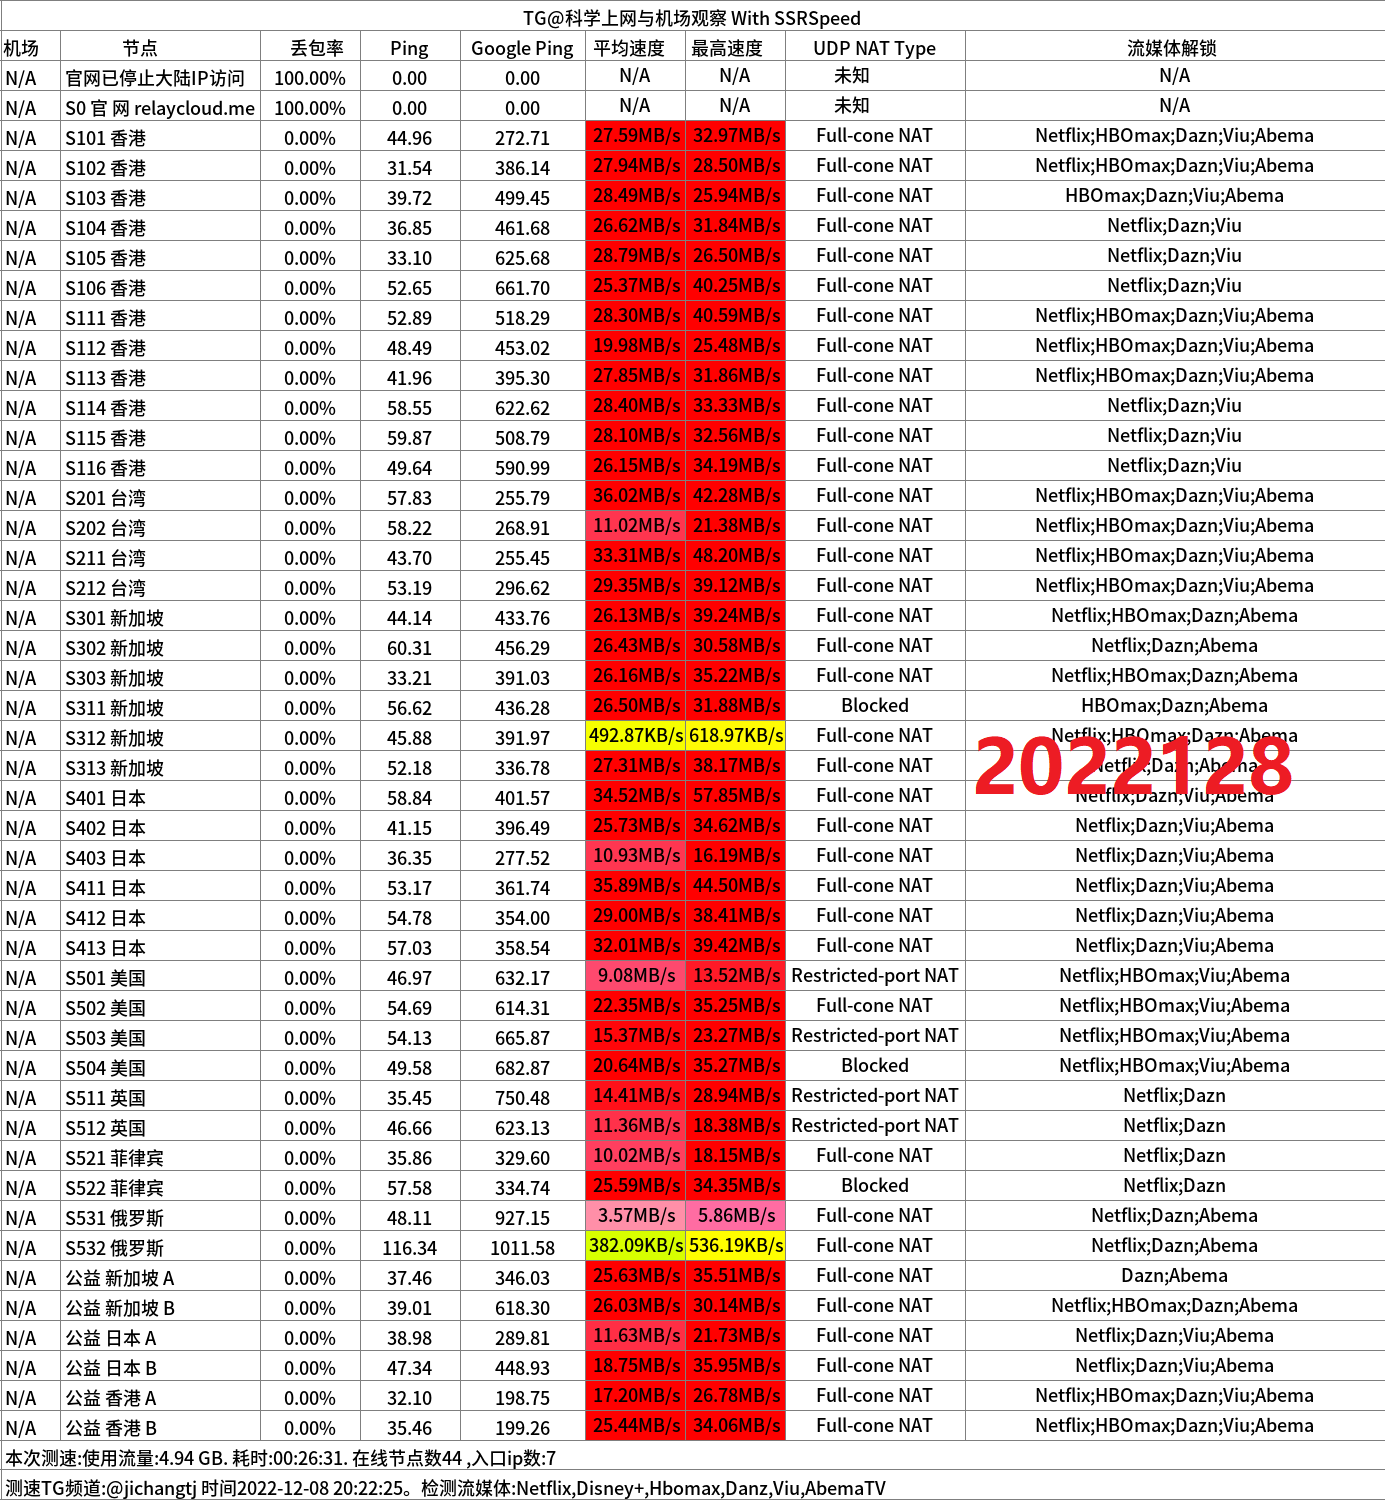 TG@科学上网与机场观察 With SSRSpeed
机场 节点 丢包率 Ping Google Ping 平均速度 最高速度 UDP NAT Type 流媒体解锁
N/A 官网已停止大陆IP访问 100.00% 0.00 0.00 N/A N/A 未知 N/A
N/A S0 官 网 relaycloud.me 100.00% 0.00 0.00 N/A N/A 未知 N/A
N/A S101 香港 0.00% 44.96 272.71 27.59MB/s 32.97MB/s Full-cone NAT Netflix;HBOmax;Dazn;Viu;Abema
N/A S102 香港 0.00% 31.54 386.14 27.94MB/s 28.50MB/s Full-cone NAT Netflix;HBOmax;Dazn;Viu;Abema
N/A S103 香港 0.00% 39.72 499.45 28.49MB/s 25.94MB/s Full-cone NAT HBOmax;Dazn;Viu;Abema
N/A S104 香港 0.00% 36.85 461.68 26.62MB/s 31.84MB/s Full-cone NAT Netflix;Dazn;Viu
N/A S105 香港 0.00% 33.10 625.68 28.79MB/s 26.50MB/s Full-cone NAT Netflix;Dazn;Viu
N/A S106 香港 0.00% 52.65 661.70 25.37MB/s 40.25MB/s Full-cone NAT Netflix;Dazn;Viu
N/A S111 香港 0.00% 52.89 518.29 28.30MB/s 40.59MB/s Full-cone NAT Netflix;HBOmax;Dazn;Viu;Abema
N/A S112 香港 0.00% 48.49 453.02 19.98MB/s 25.48MB/s Full-cone NAT Netflix;HBOmax;Dazn;Viu;Abema
N/A S113 香港 0.00% 41.96 395.30 27.85MB/s 31.86MB/s Full-cone NAT Netflix;HBOmax;Dazn;Viu;Abema
N/A S114 香港 0.00% 58.55 622.62 28.40MB/s 33.33MB/s Full-cone NAT Netflix;Dazn;Viu
N/A S115 香港 0.00% 59.87 508.79 28.10MB/s 32.56MB/s Full-cone NAT Netflix;Dazn;Viu
N/A S116 香港 0.00% 49.64 590.99 26.15MB/s 34.19MB/s Full-cone NAT Netflix;Dazn;Viu
N/A S201 台湾 0.00% 57.83 255.79 36.02MB/s 42.28MB/s Full-cone NAT Netflix;HBOmax;Dazn;Viu;Abema
N/A S202 台湾 0.00% 58.22 268.91 11.02MB/s 21.38MB/s Full-cone NAT Netflix;HBOmax;Dazn;Viu;Abema
N/A S211 台湾 0.00% 43.70 255.45 33.31MB/s 48.20MB/s Full-cone NAT Netflix;HBOmax;Dazn;Viu;Abema
N/A S212 台湾 0.00% 53.19 296.62 29.35MB/s 39.12MB/s Full-cone NAT Netflix;HBOmax;Dazn;Viu;Abema
N/A S301 新加坡 0.00% 44.14 433.76 26.13MB/s 39.24MB/s Full-cone NAT Netflix;HBOmax;Dazn;Abema
N/A S302 新加坡 0.00% 60.31 456.29 26.43MB/s 30.58MB/s Full-cone NAT Netflix;Dazn;Abema
N/A S303 新加坡 0.00% 33.21 391.03 26.16MB/s 35.22MB/s Full-cone NAT Netflix;HBOmax;Dazn;Abema
N/A S311 新加坡 0.00% 56.62 436.28 26.50MB/s 31.88MB/s Blocked HBOmax;Dazn;Abema
N/A S312 新加坡 0.00% 45.88 391.97 492.87KB/s 618.97KB/s Full-cone NAT Netflix;HBOmax;Dazn;Abema
N/A S313 新加坡 0.00% 52.18 336.78 27.31MB/s 38.17MB/s Full-cone NAT Netflix;Dazn;Abema
2022128
N/A S401 日本 0.00% 58.84 401.57 34.52MB/s 57.85MB/s Full-cone NAT Netflix;Dazn;Viu;Abema
N/A S402 日本 0.00% 41.15 396.49 25.73MB/s 34.62MB/s Full-cone NAT Netflix;Dazn;Viu;Abema
N/A S403 日本 0.00% 36.35 277.52 10.93MB/s 16.19MB/s Full-cone NAT Netflix;Dazn;Viu;Abema
N/A S411 日本 0.00% 53.17 361.74 35.89MB/s 44.50MB/s Full-cone NAT Netflix;Dazn;Viu;Abema
N/A S412 日本 0.00% 54.78 354.00 29.00MB/s 38.41MB/s Full-cone NAT Netflix;Dazn;Viu;Abema
N/A S413 日本 0.00% 57.03 358.54 32.01MB/s 39.42MB/s Full-cone NAT Netflix;Dazn;Viu;Abema
N/A S501 美国 0.00% 46.97 632.17 9.08MB/s 13.52MB/s Restricted-port NAT Netflix;HBOmax;Viu;Abema
N/A S502 美国 0.00% 54.69 614.31 22.35MB/s 35.25MB/s Full-cone NAT Netflix;HBOmax;Viu;Abema
N/A S503 美国 0.00% 54.13 665.87 15.37MB/s 23.27MB/s Restricted-port NAT Netflix;HBOmax;Viu;Abema
N/A S504 美国 0.00% 49.58 682.87 20.64MB/s 35.27MB/s Blocked Netflix;HBOmax;Viu;Abema
N/A S511 英国 0.00% 35.45 750.48 14.41MB/s 28.94MB/s Restricted-port NAT Netflix;Dazn
N/A S512 英国 0.00% 46.66 623.13 11.36MB/s 18.38MB/s Restricted-port NAT Netflix;Dazn
N/A S521 菲律宾 0.00% 35.86 329.60 10.02MB/s 18.15MB/s Full-cone NAT Netflix;Dazn
N/A S522 菲律宾 0.00% 57.58 334.74 25.59MB/s 34.35MB/s Blocked Netflix;Dazn
N/A S531 俄罗斯 0.00% 48.11 927.15 3.57MB/s 5.86MB/s Full-cone NAT Netflix;Dazn;Abema
N/A S532 俄罗斯 0.00% 116.34 1011.58 382.09KB/s 536.19KB/s Full-cone NAT Netflix;Dazn;Abema
N/A 公益 新加坡 A 0.00% 37.46 346.03 25.63MB/s 35.51MB/s Full-cone NAT Dazn;Abema
N/A 公益 新加坡 B 0.00% 39.01 618.30 26.03MB/s 30.14MB/s Full-cone NAT Netflix;HBOmax;Dazn;Abema
N/A 公益 日本 A 0.00% 38.98 289.81 11.63MB/s 21.73MB/s Full-cone NAT Netflix;Dazn;Viu;Abema
N/A 公益 日本 B 0.00% 47.34 448.93 18.75MB/s 35.95MB/s Full-cone NAT Netflix;Dazn;Viu;Abema
N/A 公益 香港 A 0.00% 32.10 198.75 17.20MB/s 26.78MB/s Full-cone NAT Netflix;HBOmax;Dazn;Viu;Abema
N/A 公益 香港 B 0.00% 35.46 199.26 25.44MB/s 34.06MB/s Full-cone NAT Netflix;HBOmax;Dazn;Viu;Abema
本次测速:使用流量:4.94 GB. 耗时:00:26:31. 在线节点数44 ,入口ip数:7
测速TG频道:@jichangtj 时间2022-12-08 20:22:25。检测流媒体:Netflix,Disney+,Hbomax,Danz,Viu,AbemaTV